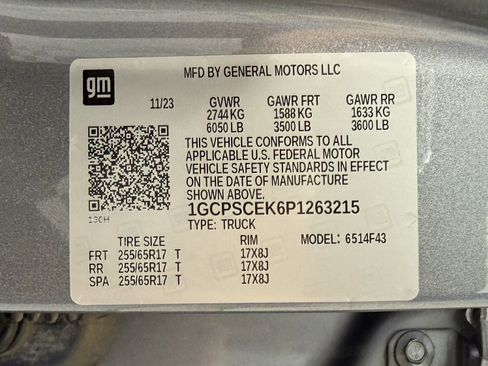 gm
MFD BY GENERAL MOTORS LLC
11/23 GVWR GAWR FRT GAWR RR
2744 KG 1588 KG 1633 KG
6050 LB 3500 LB 3600 LB
THIS VEHICLE CONFORMS TO ALL
APPLICABLE U.S. FEDERAL MOTOR
VEHICLE SAFETY STANDARDS IN EFFECT
ON THE DATE OF MANUFACTURE
SHOWN ABOVE.
1GCPSCEK6P1263215
TYPE: TRUCK
TIRE SIZE RIM MODEL: 6514F43
FRT 255/65R17 T 17X8J
RR 255/65R17 T 17X8J
SPA 255/65R17 T 17X8J